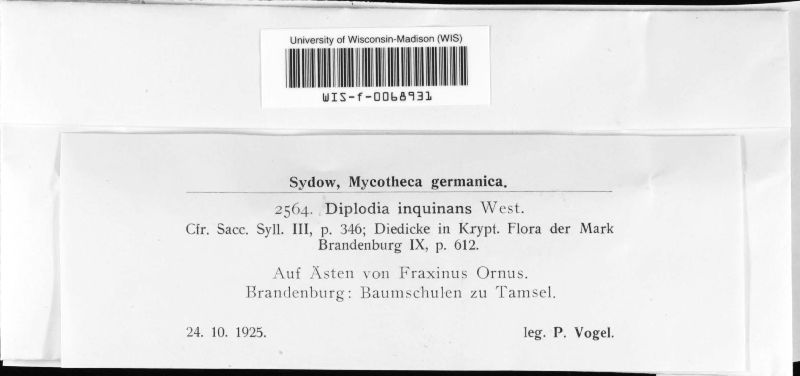 University of Wisconsin-Madison (WIS)
WIS-f-0068931
Sydow, Mycotheca germanica.
2564. Diplodia inquinans West.
Cfr. Sacc. Syll. III, p. 346; Diedicke in Krypt. Flora der Mark
Brandenburg IX, p. 612.
Auf Ästen von Fraxinus Ornus.
Brandenburg: Baumschulen zu Tamsel.
24. 10. 1925. leg. P. Vogel.